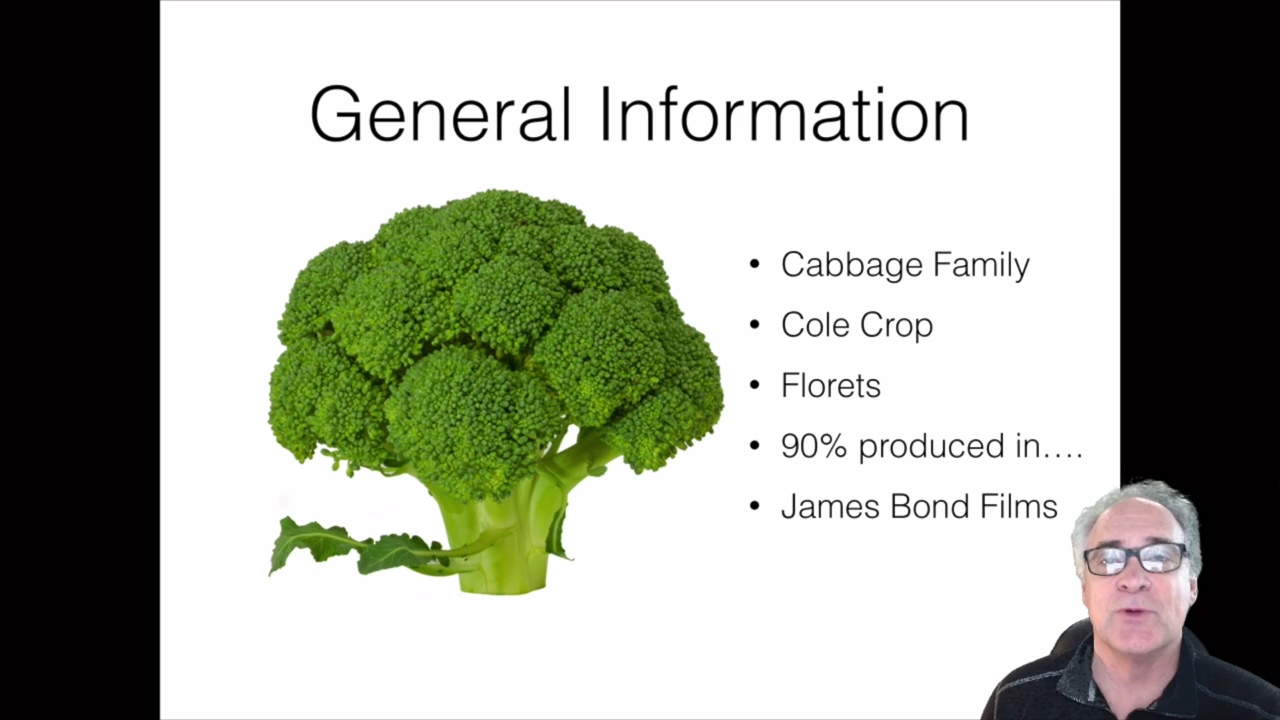 General Information
• Cabbage Family
• Cole Crop
• Florets
• 90% produced in….
• James Bond Films